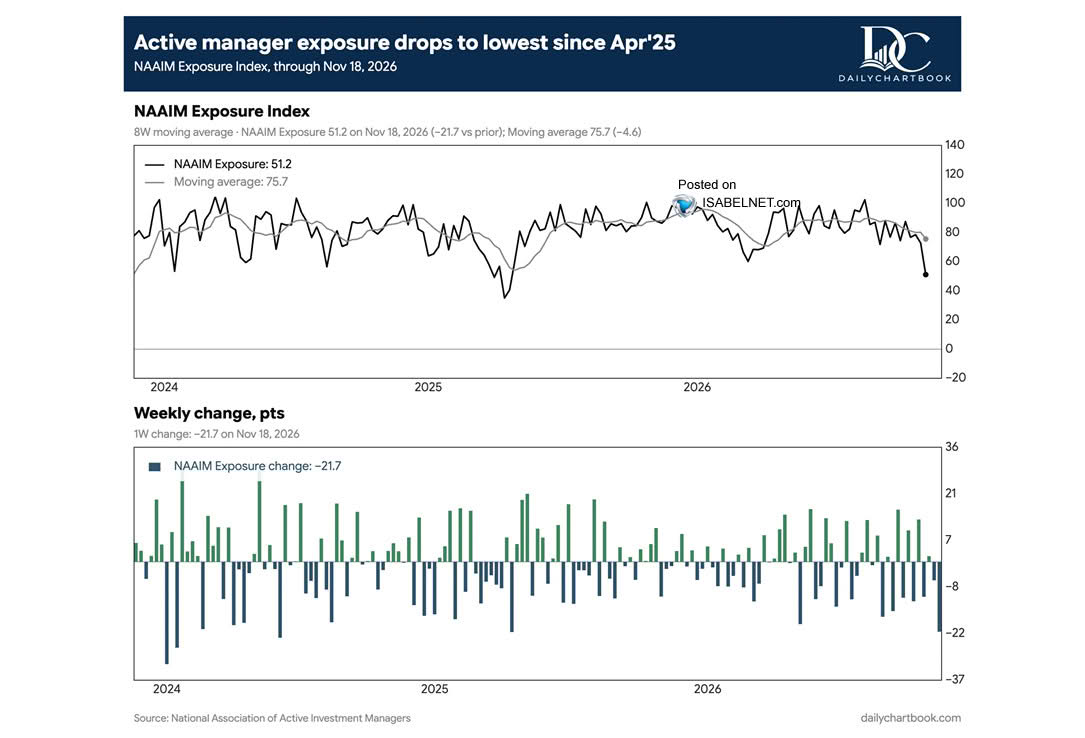 Active manager exposure drops to lowest since Apr'25
NAAIM Exposure Index, through Nov 18, 2026
DC
DAILYCHARTBOOK
NAAIM Exposure Index
8W moving average · NAAIM Exposure 51.2 on Nov 18, 2026 (−21.7 vs prior); Moving average 75.7 (−4.6)
NAAIM Exposure: 51.2
Moving average: 75.7
Posted on
ISABELNET.com
140
120
100
80
60
40
20
0
−20
2024
2025
2026
Weekly change, pts
1W change: −21.7 on Nov 18, 2026
NAAIM Exposure change: −21.7
36
21
7
−8
−22
−37
2024
2025
2026
Source: National Association of Active Investment Managers
dailychartbook.com